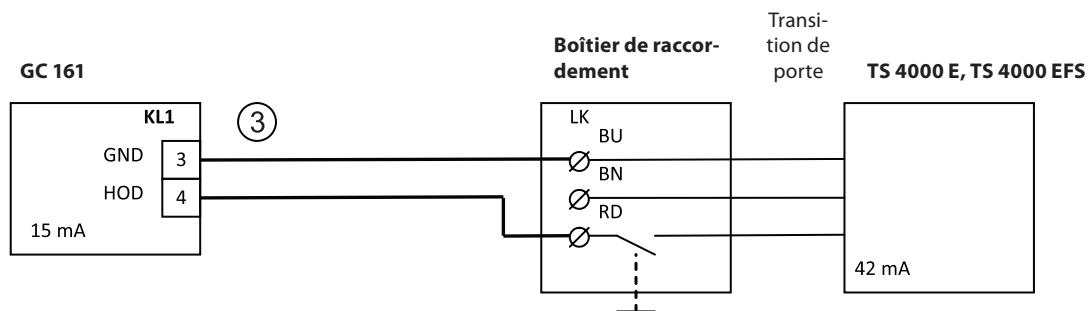 Transi-
tion de
porte
Boîtier de raccor-
dement
GC 161
TS 4000 E, TS 4000 EFS
KL1
3
LK
BU
GND
3
BN
HOD
4
RD
15 mA
42 mA